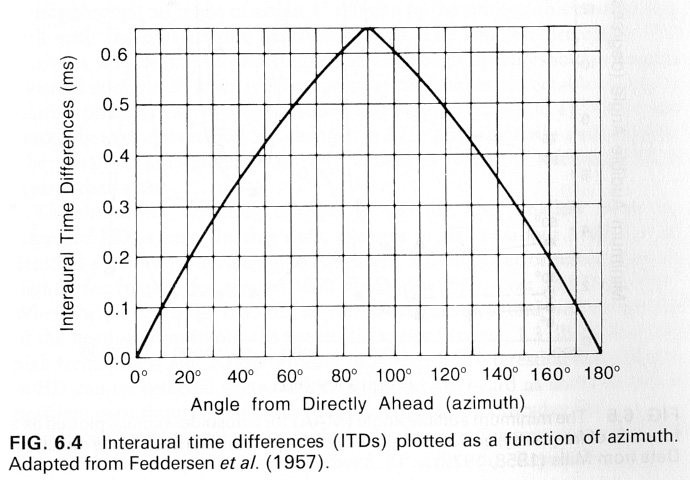 Interaural Time Differences (ms)
0.6
0.5
0.4
0.3
0.2
0.1
0.0
0° 20° 40° 60° 80° 100° 120° 140° 160° 180°
Angle from Directly Ahead (azimuth)
FIG. 6.4 Interaural time differences (ITDs) plotted as a function of azimuth.
Adapted from Feddersen et al. (1957).